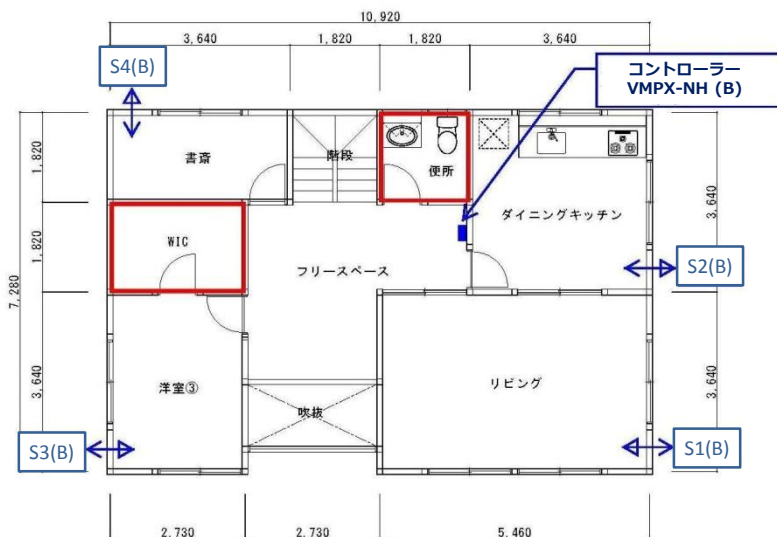 10,920
3,640
1,820
1,820
3,640
S4(B)
コントローラー
VMPX-NH (B)
1,820
書斎
階段
便所
ダイニングキッチン
3,640
1,820
WIC
フリースペース
S2(B)
7,280
3,640
洋室③
吹抜
リビング
3,640
S3(B)
S1(B)
2,730
2,730
5,460